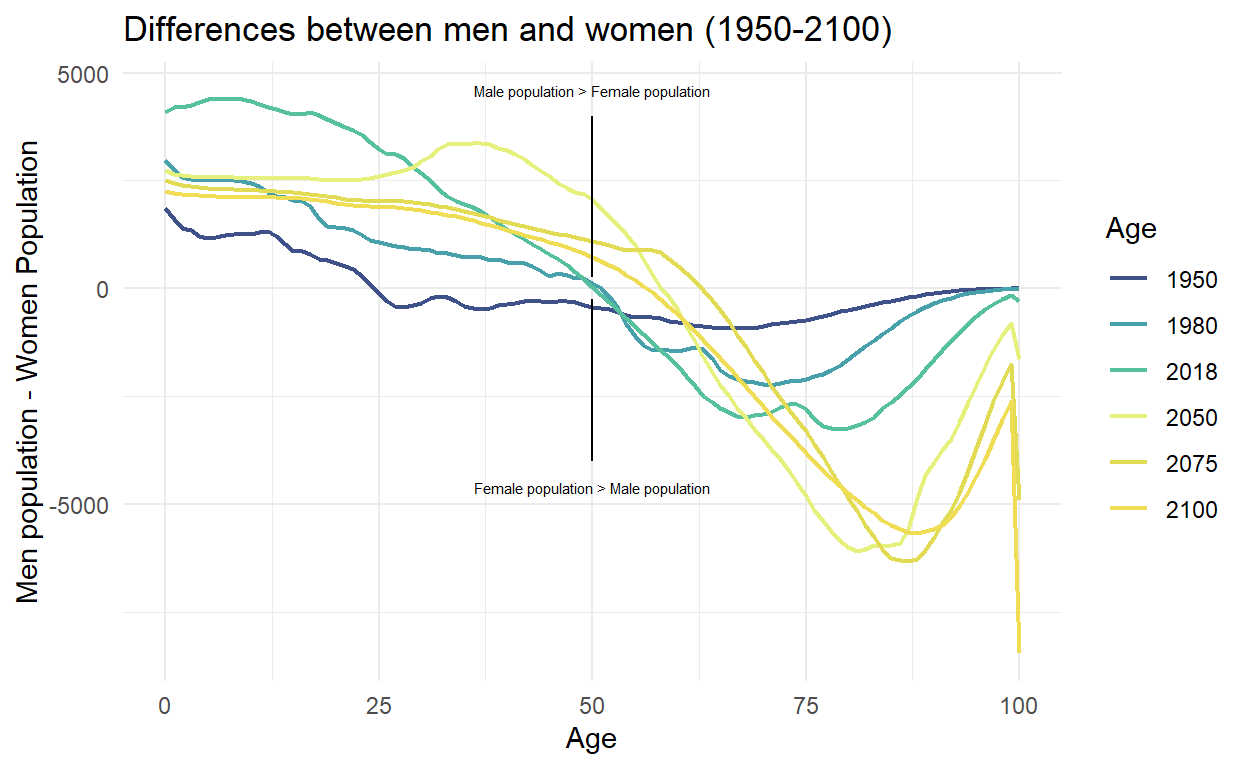 Differences between men and women (1950-2100)
Men population - Women Population
5000
0
-5000
Male population > Female population
Female population > Male population
0
25
50
75
100
Age
Age
1950
1980
2018
2050
2075
2100